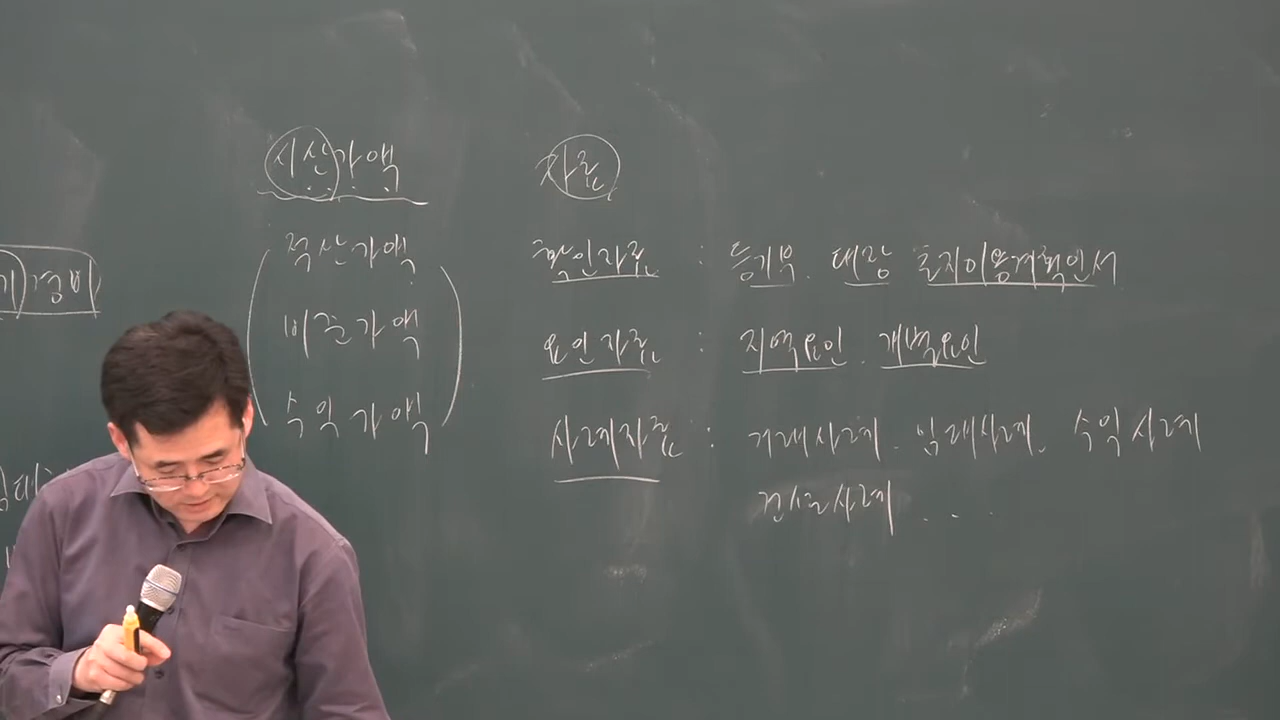 시산가액
적산가액
비준가액
수익가액
자료
확인자료 : 등기부. 대장 토지이용계획확인서
요인자료 : 지역요인. 개별요인
사례자료 : 거래사례. 임대사례. 수익사례
건설사례 . . .
경비